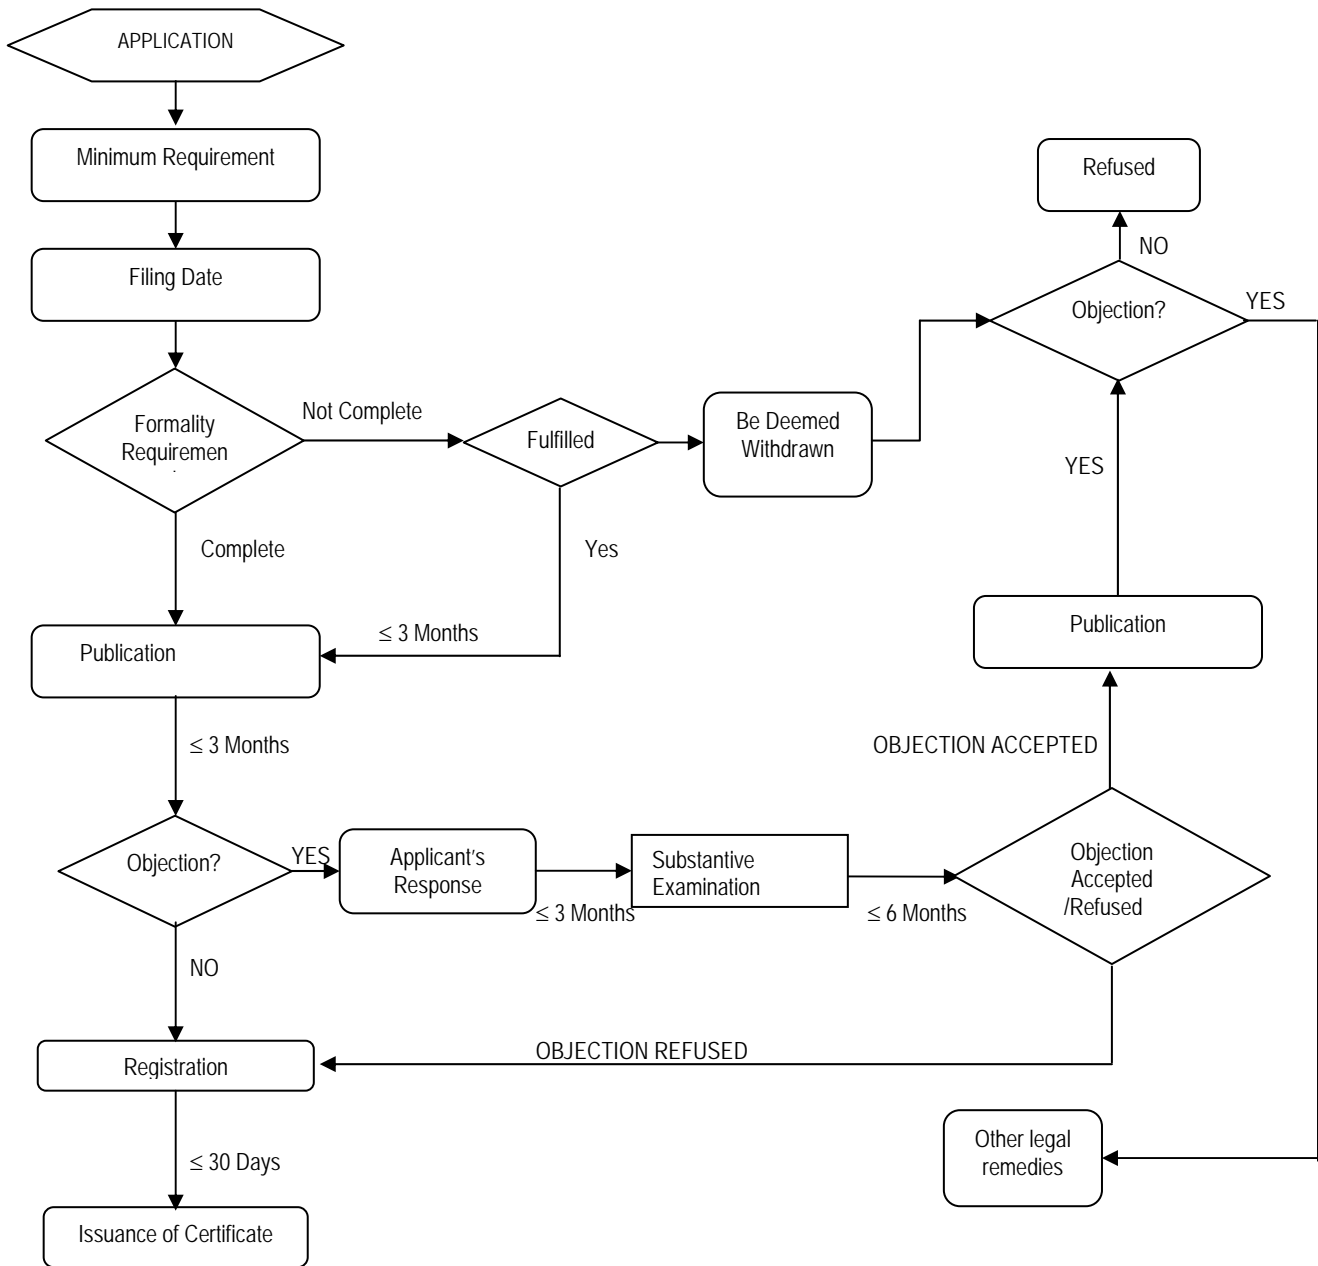 APPLICATION
Minimum Requirement
Filing Date
Formality
Requiremen
Not Complete
Fulfilled
Be Deemed
Withdrawn
Objection?
NO
Refused
YES
YES
Complete
Yes
≤ 3 Months
Publication
Publication
≤ 3 Months
OBJECTION ACCEPTED
Objection?
YES
Applicant's
Response
≤ 3 Months
Substantive
Examination
≤ 6 Months
Objection
Accepted
/Refused
NO
OBJECTION REFUSED
Registration
Other legal
remedies
≤ 30 Days
Issuance of Certificate